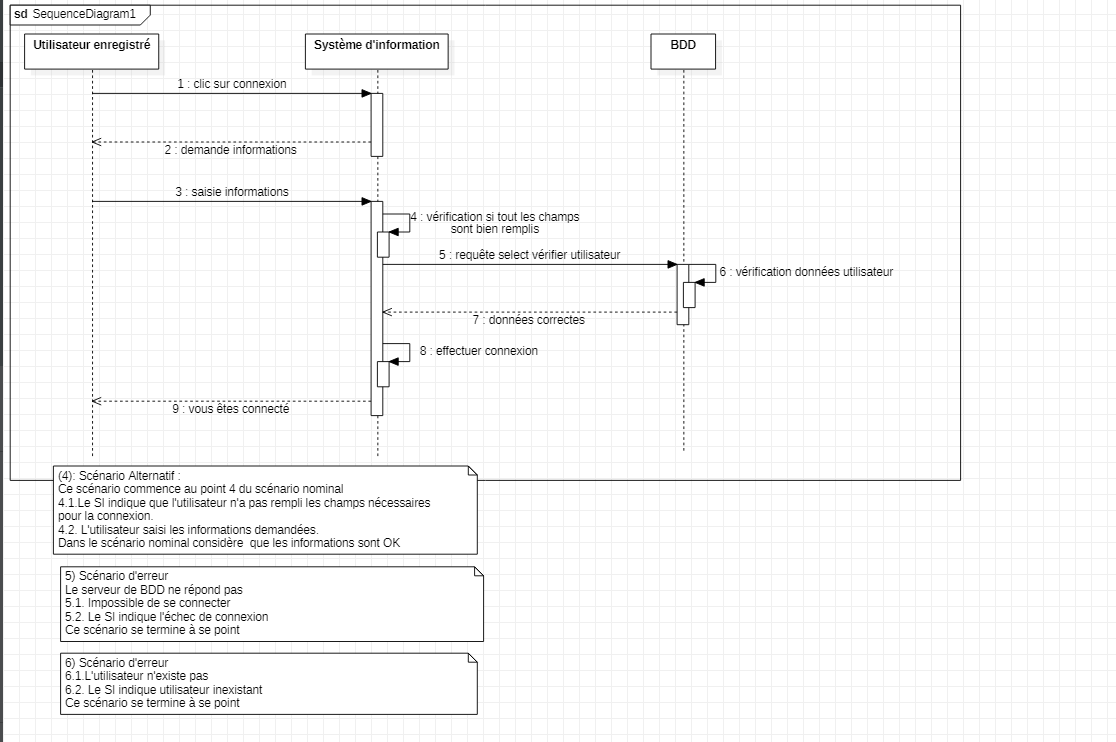 sd SequenceDiagram1
Utilisateur enregistré
Système d'information
BDD
1 : clic sur connexion
2 : demande informations
3 : saisie informations
4 : vérification si tout les champs
sont bien remplis
5 : requête select vérifier utilisateur
6 : vérification données utilisateur
7 : données correctes
8 : effectuer connexion
9 : vous êtes connecté
(4): Scénario Alternatif :
Ce scénario commence au point 4 du scénario nominal
4.1.Le SI indique que l'utilisateur n'a pas rempli les champs nécessaires
pour la connexion.
4.2. L'utilisateur saisi les informations demandées.
Dans le scénario nominal considère  que les informations sont OK
5) Scénario d'erreur
Le serveur de BDD ne répond pas
5.1. Impossible de se connecter
5.2. Le SI indique l'échec de connexion
Ce scénario se termine à se point
6) Scénario d'erreur
6.1.L'utilisateur n'existe pas
6.2. Le SI indique utilisateur inexistant
Ce scénario se termine à se point